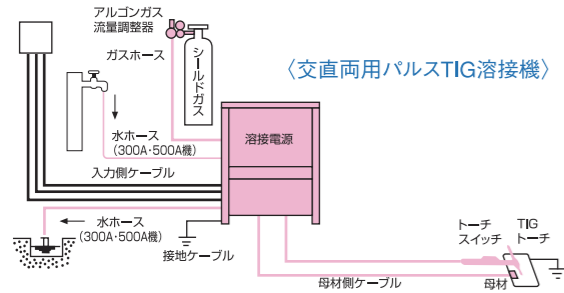 アルゴンガス
流量調整器
ガスホース
シールドガス
〈交直両用パルスTIG溶接機〉
水ホース
(300A・500A機)
溶接電源
入力側ケーブル
水ホース
(300A・500A機)
接地ケーブル
トーチ
スイッチ
TIG
トーチ
母材側ケーブル
母材